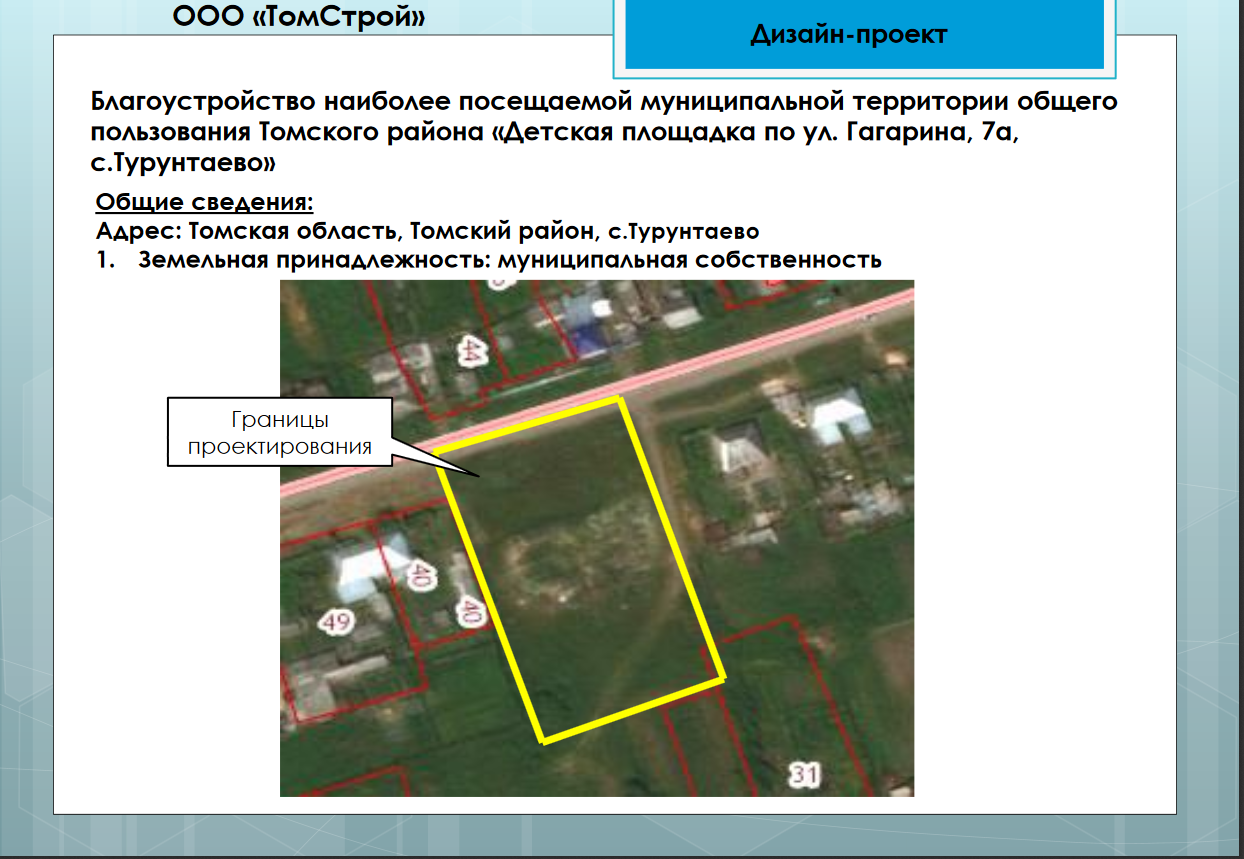 ООО «ТомСтрой»
Дизайн-проект
Благоустройство наиболее посещаемой муниципальной территории общего
пользования Томского района «Детская площадка по ул. Гагарина, 7а,
с.Турунтаево»
Общие сведения:
Адрес: Томская область, Томский район, с.Турунтаево
1. Земельная принадлежность: муниципальная собственность
44
Границы
проектирования
40
40
49
31